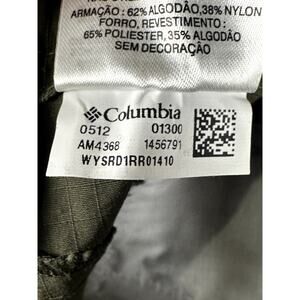 ARMAÇÃO : 62% ALGODÃO, 38% NYLON
FORRO, REVESTIMENTO :
65% POLIESTER, 35% ALGODÃO
SEM DECORAÇÃO
Columbia
0512 01300
AM4368 1456791
WYSRD1RR01410